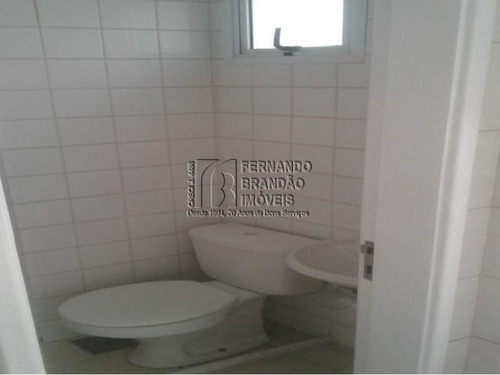 FERNANDO
BRANDÃO
IMÓVEIS
Desde 1991, 20 Anos de Bons Serviços